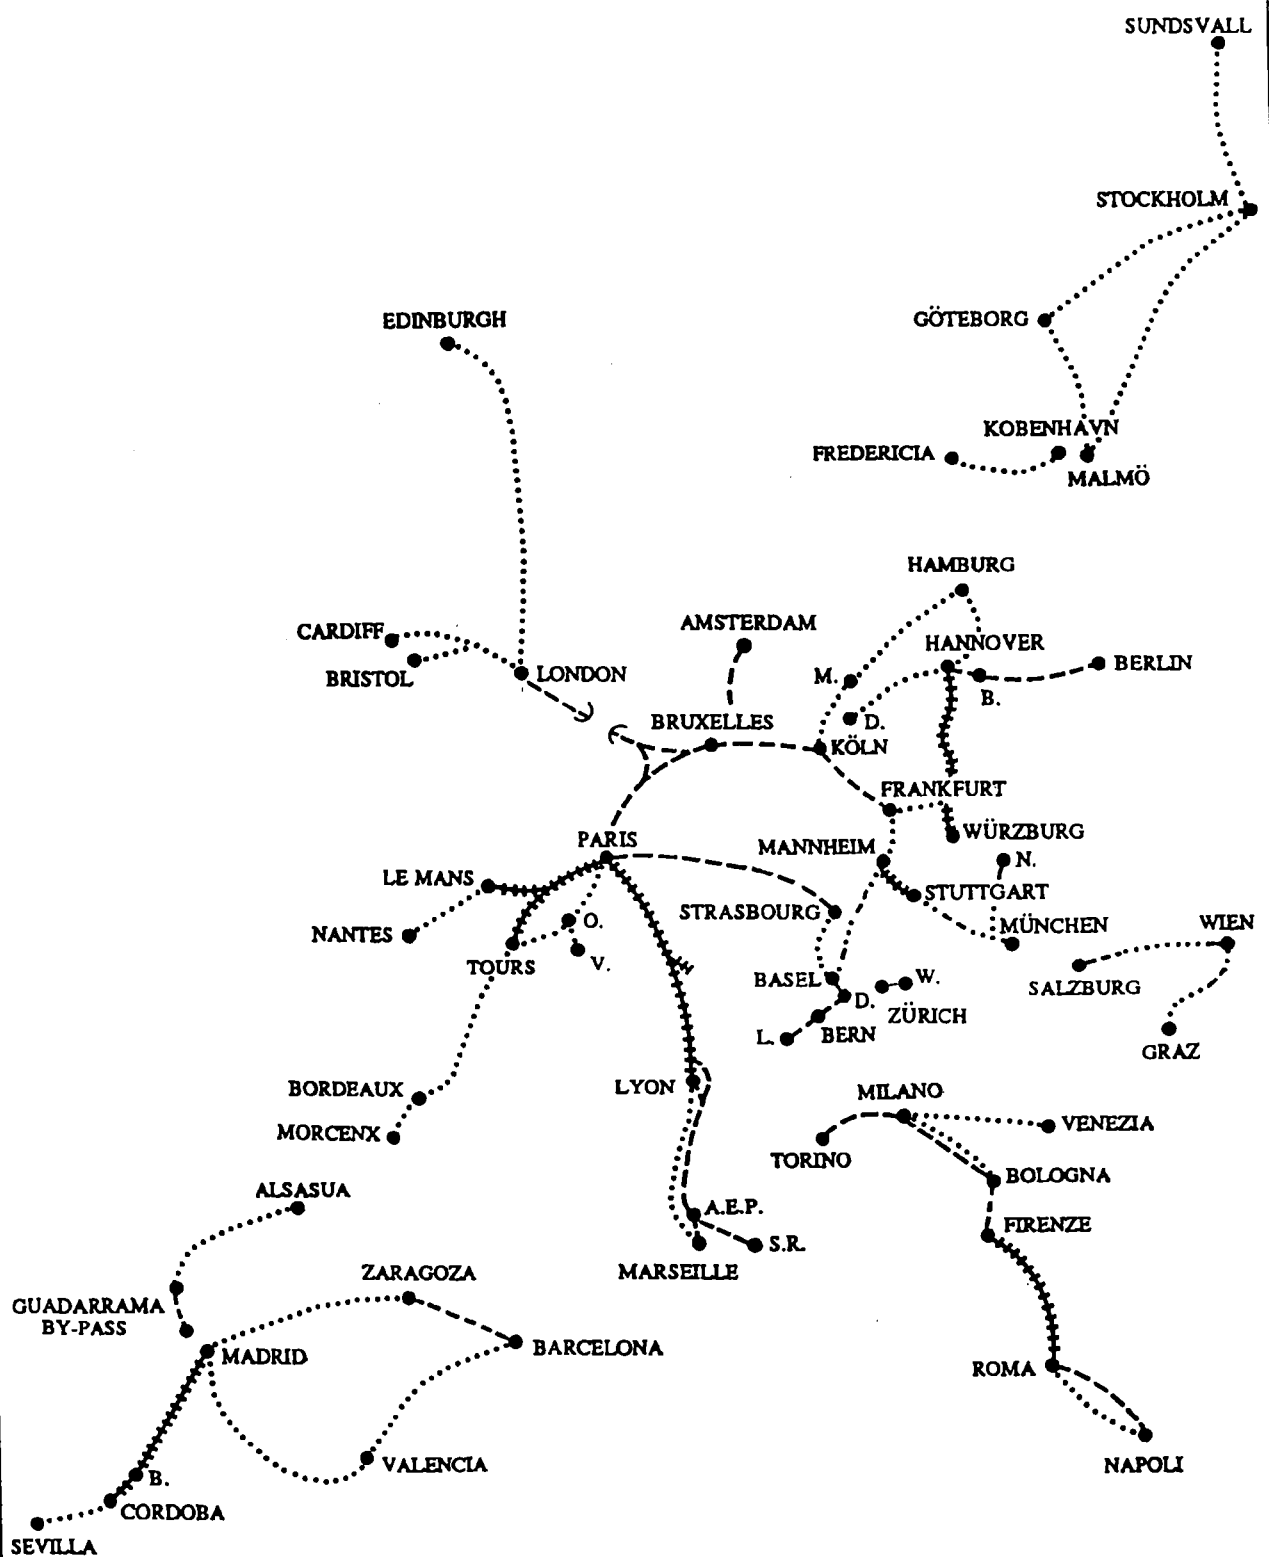 SUNDSVALL
STOCKHOLM
EDINBURGH
GÖTEBORG
KOBENHAVN
FREDERICIA
MALMÖ
HAMBURG
CARDIFF
AMSTERDAM
HANNOVER
BERLIN
BRISTOL
LONDON
M.
B.
BRUXELLES
D.
KÖLN
FRANKFURT
PARIS
MANNHEIM
WÜRZBURG
N.
LE MANS
STUTTGART
STRASBOURG
O.
MÜNCHEN
WIEN
NANTES
TOURS
V.
BASEL
W.
SALZBURG
D.
ZÜRICH
L.
BERN
GRAZ
BORDEAUX
LYON
MILANO
MORCENX
VENEZIA
TORINO
BOLOGNA
ALSASUA
A.E.P.
FIRENZE
S.R.
MARSEILLE
ZARAGOZA
GUADARRAMA
BY-PASS
MADRID
BARCELONA
ROMA
VALENCIA
NAPOLI
B.
CORDOBA
SEVILLA